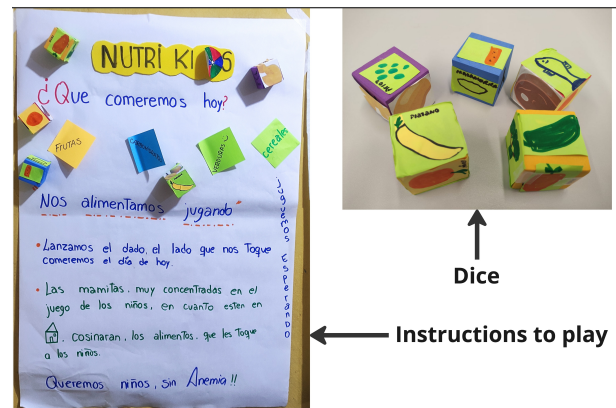 NUTRI KIDS
¿Que comeremos hoy?
FRUTAS
VERDURAS
cereales
Nos alimentamos jugando
juguemos Esperando
• Lanzamos el dado, el lado que nos Toque
comeremos el día de hoy.
• Las mamitas, muy concentradas en el
juego de los niños, en cuanto esten en
, cosinaran, los alimentos, que les Toque
a los niños.
Queremos niños, sin Anemia!!
PLATANO
Dice
Instructions to play